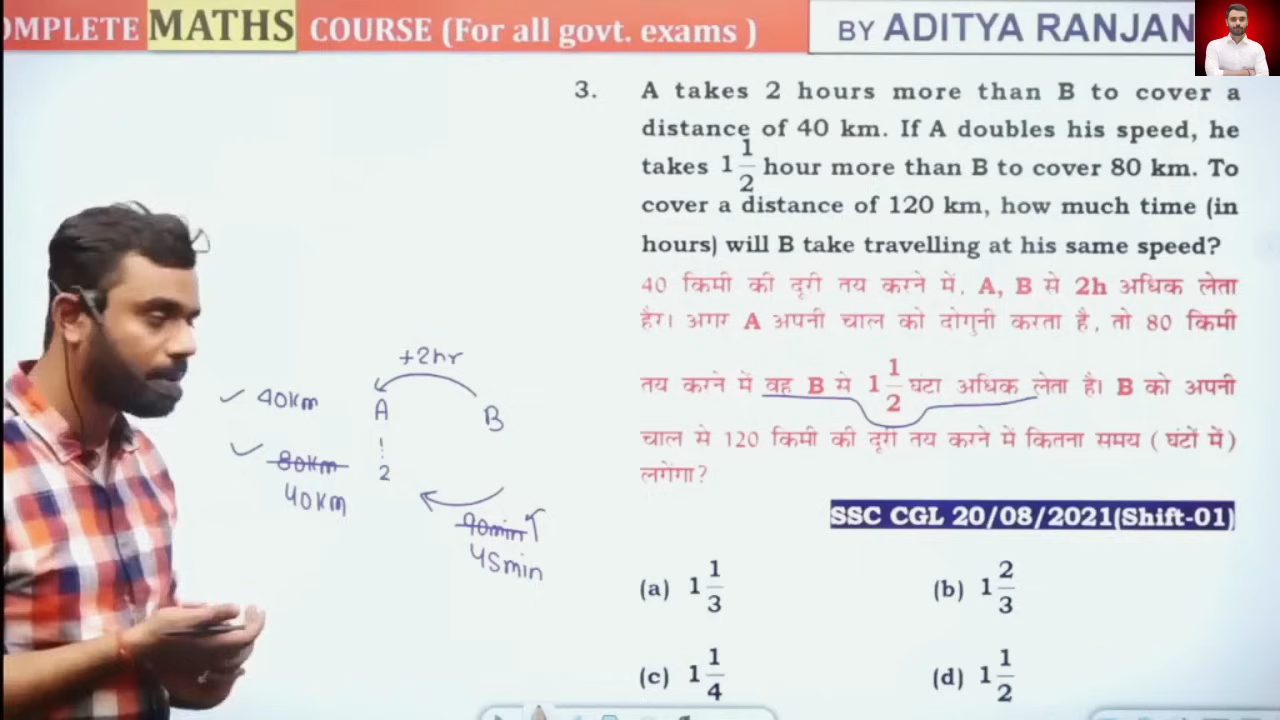 OMPLETE MATHS COURSE (For all govt. exams )
BY ADITYA RANJAN
3. A takes 2 hours more than B to cover a
distance of 40 km. If A doubles his speed, he
takes 1 1/2 hour more than B to cover 80 km. To
cover a distance of 120 km, how much time (in
hours) will B take travelling at his same speed?
40 किमी की दूरी तय करने में, A, B से 2h अधिक लेता
हैर। अगर A अपनी चाल को दोगुनी करता है, तो 80 किमी
तय करने में वह B से 1 1/2 घंटा अधिक लेता है। B को अपनी
चाल से 120 किमी की दूरी तय करने में कितना समय ( घंटों में)
लगेंगा?
SSC CGL 20/08/2021(Shift-01)
(a) 1 1/3
(b) 1 2/3
(c) 1 1/4
(d) 1 1/2
+2hr
40km
A
B
80km
2
40km
90min
45min